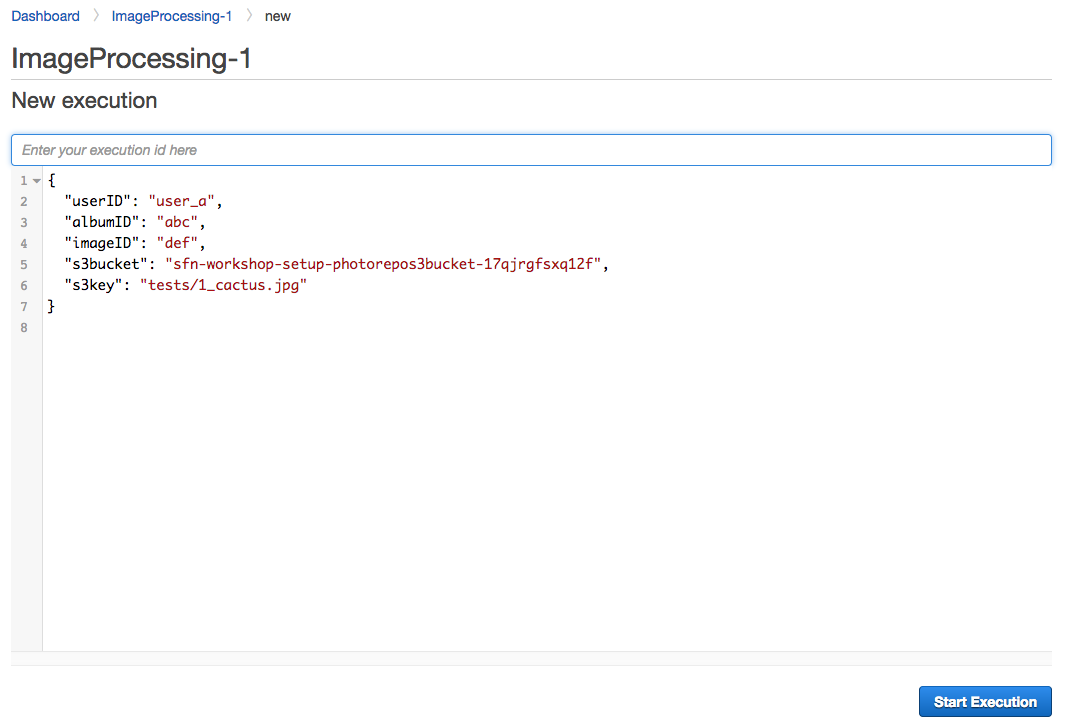 Dashboard > ImageProcessing-1 > new
ImageProcessing-1
New execution
Enter your execution id here
1 {
2   "userID": "user_a",
3   "albumID": "abc",
4   "imageID": "def",
5   "s3bucket": "sfn-workshop-setup-photorepos3bucket-17qjrgfsxq12f",
6   "s3key": "tests/1_cactus.jpg"
7 }
8
Start Execution